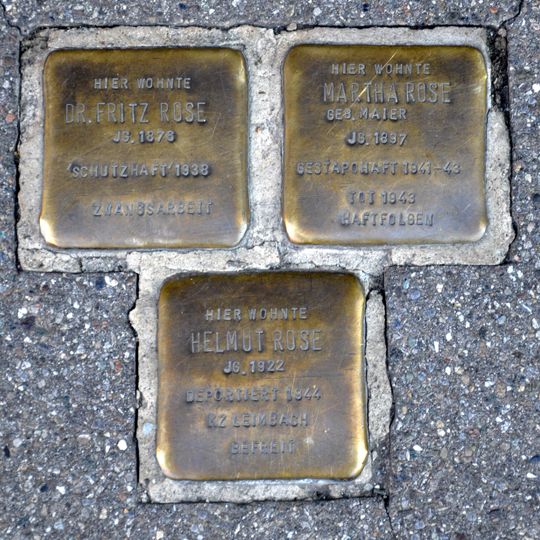 HIER WOHNTE
DR. FRITZ ROSE
JG. 1876
SCHUTZHAFT 1938
ZWANGSARBEIT
HIER WOHNTE
MARTHA ROSE
GEB. MAIER
JG. 1897
GESTAPOHAFT 1941-43
TOT 1943
HAFTFOLGEN
HIER WOHNTE
HELMUT ROSE
JG. 1922
DEPORTIERT 1944
KZ LEIMBACH
BEFREIT